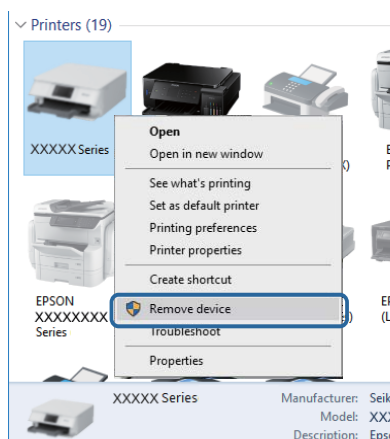 Printers (19)
XXXXX Series
Open
Open in new window
See what's printing
Set as default printer
Printing preferences
Printer properties
Create shortcut
Remove device
Troubleshoot
Properties
EPSON
XXXXXXXX
Series
XXXXX Series
Manufacturer:
Model:
Description: